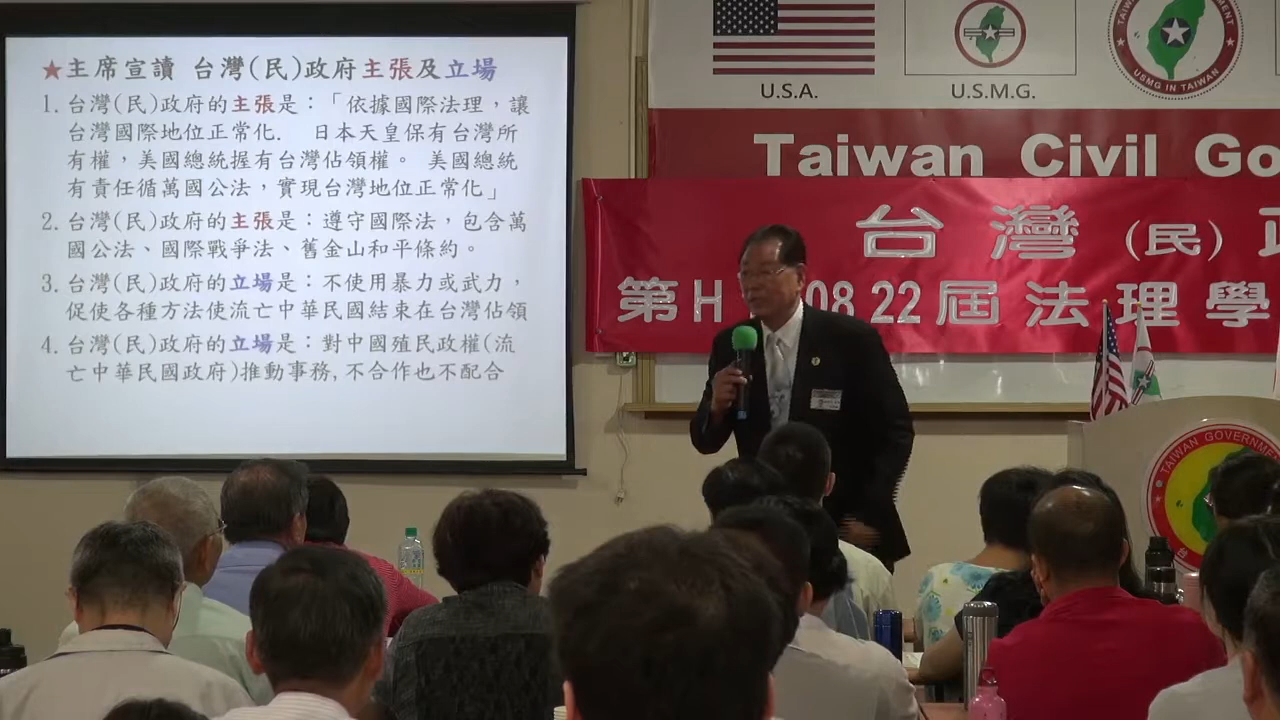 ★主席宣讀 台灣(民)政府主張及立場
1. 台灣(民)政府的主張是：「依據國際法理，讓
台灣國際地位正常化. 日本天皇保有台灣所
有權，美國總統握有台灣佔領權。 美國總統
有責任循萬國公法，實現台灣地位正常化」
2. 台灣(民)政府的主張是：遵守國際法，包含萬
國公法、國際戰爭法、舊金山和平條約。
3. 台灣(民)政府的立場是：不使用暴力或武力，
促使各種方法使流亡中華民國結束在台灣佔領
4. 台灣(民)政府的立場是：對中國殖民政權(流
亡中華民國政府)推動事務,不合作也不配合
U.S.A.
U.S.M.G.
USMG IN TAIWAN
Taiwan Civil Go
台灣(民)政
第H 08.22屆法理學
TAIWAN GOVERNMENT